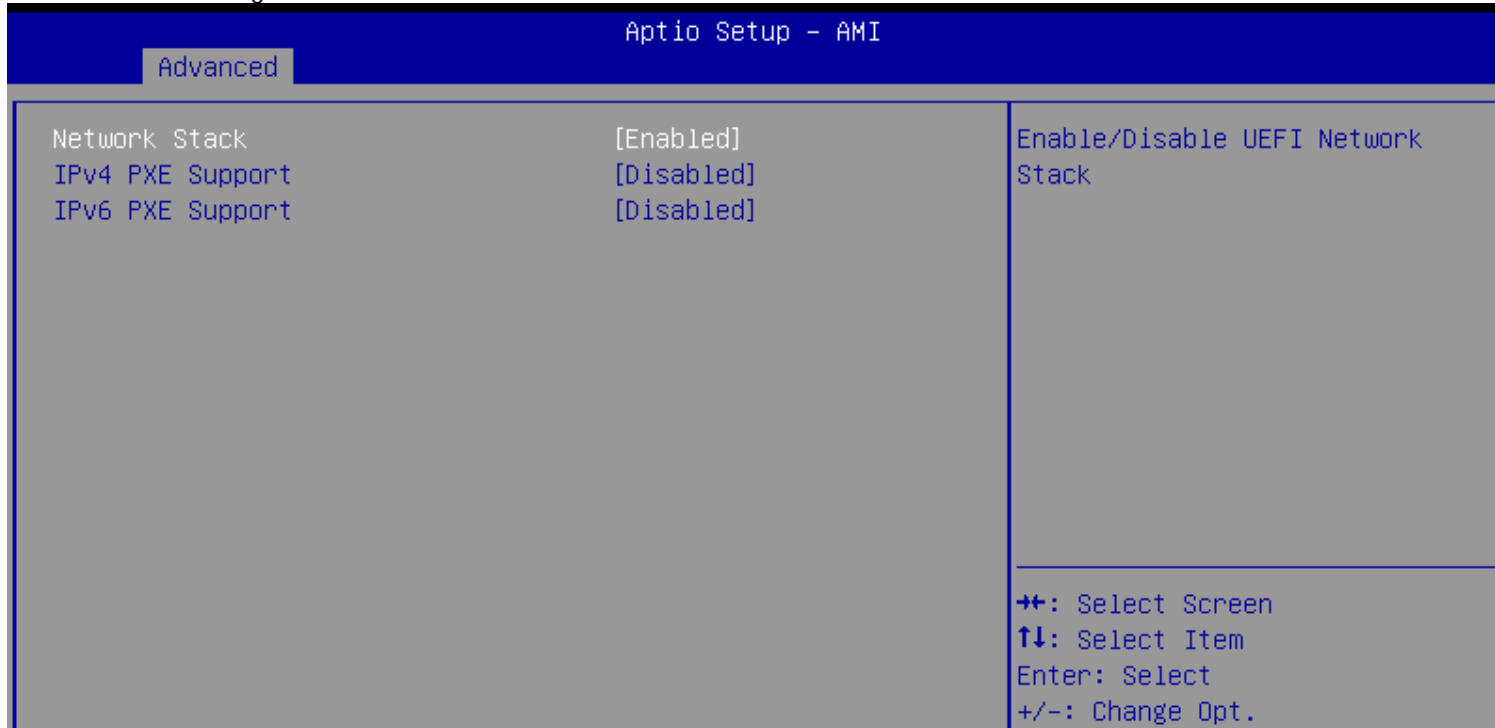 Aptio Setup – AMI
Advanced
Network Stack [Enabled]
IPv4 PXE Support [Disabled]
IPv6 PXE Support [Disabled]
Enable/Disable UEFI Network
Stack
→←: Select Screen
↑↓: Select Item
Enter: Select
+/-: Change Opt.